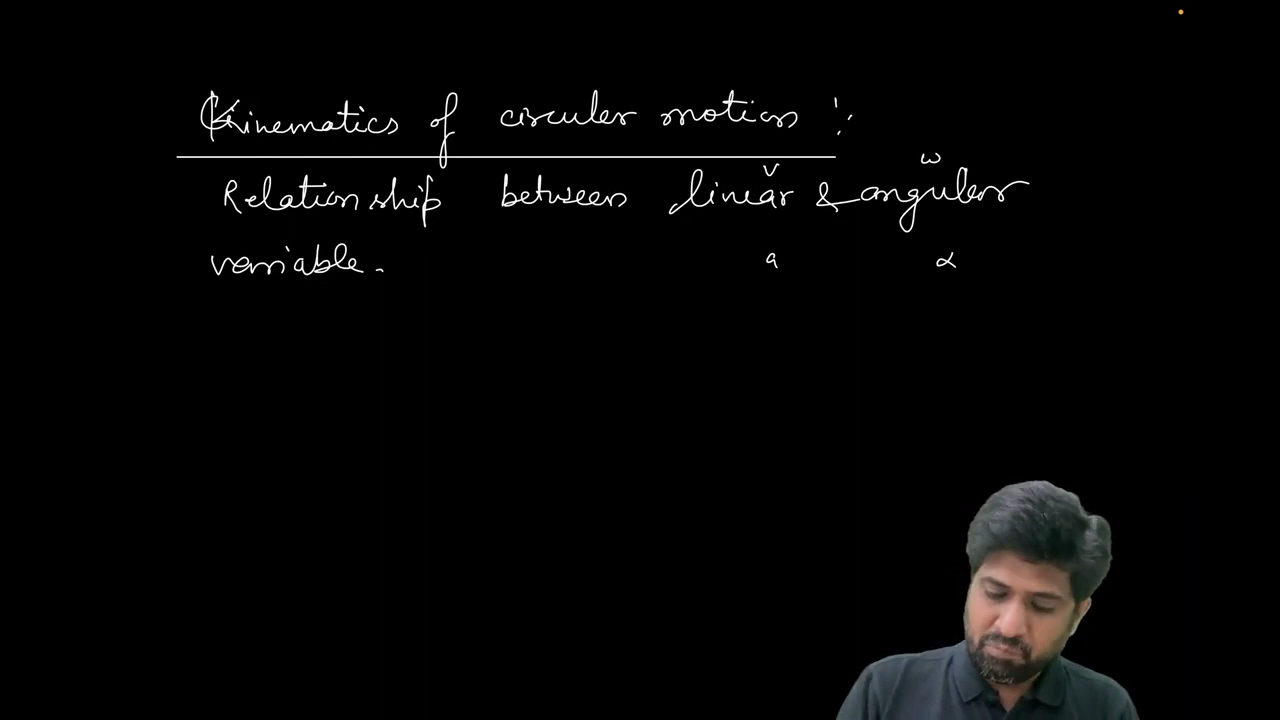 Kinematics of circular motion :
v ω
Relationship between linear & angular
variable. a α